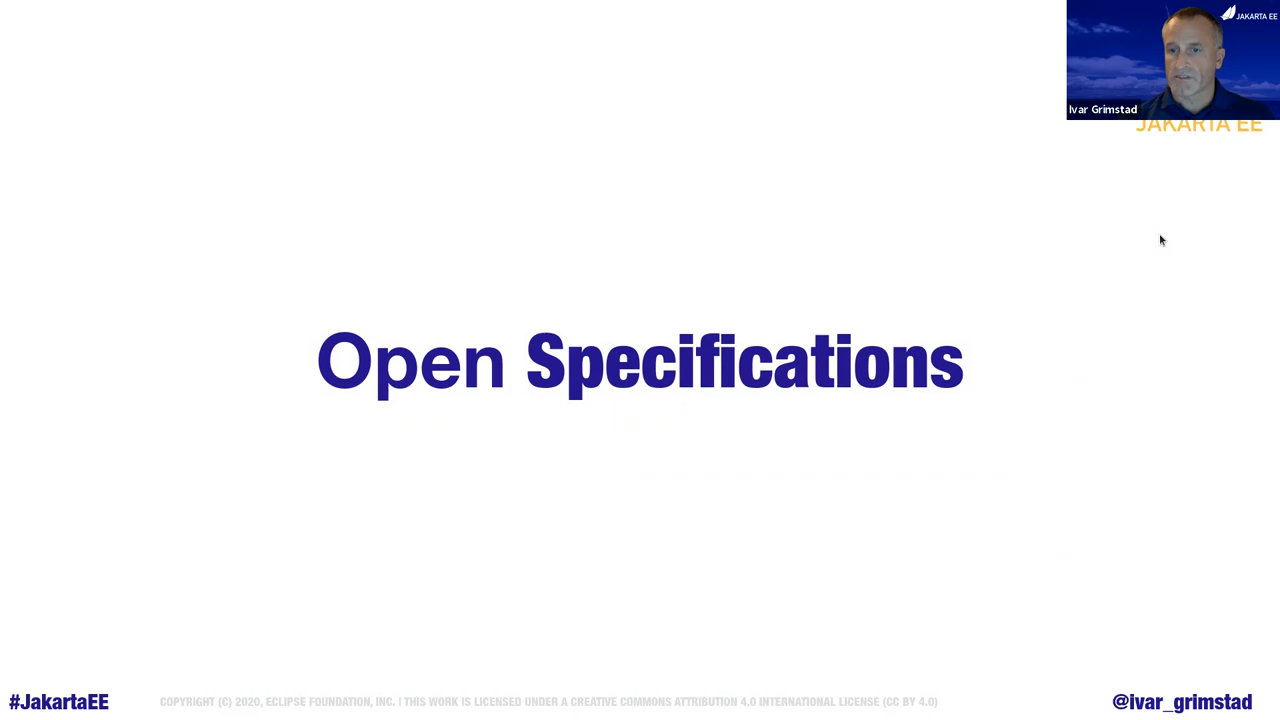 JAKARTA EE
Ivar Grimstad
JAKARTA EE
Open Specifications
#JakartaEE
COPYRIGHT (C) 2020, ECLIPSE FOUNDATION, INC. | THIS WORK IS LICENSED UNDER A CREATIVE COMMONS ATTRIBUTION 4.0 INTERNATIONAL LICENSE (CC BY 4.0)
@ivar_grimstad